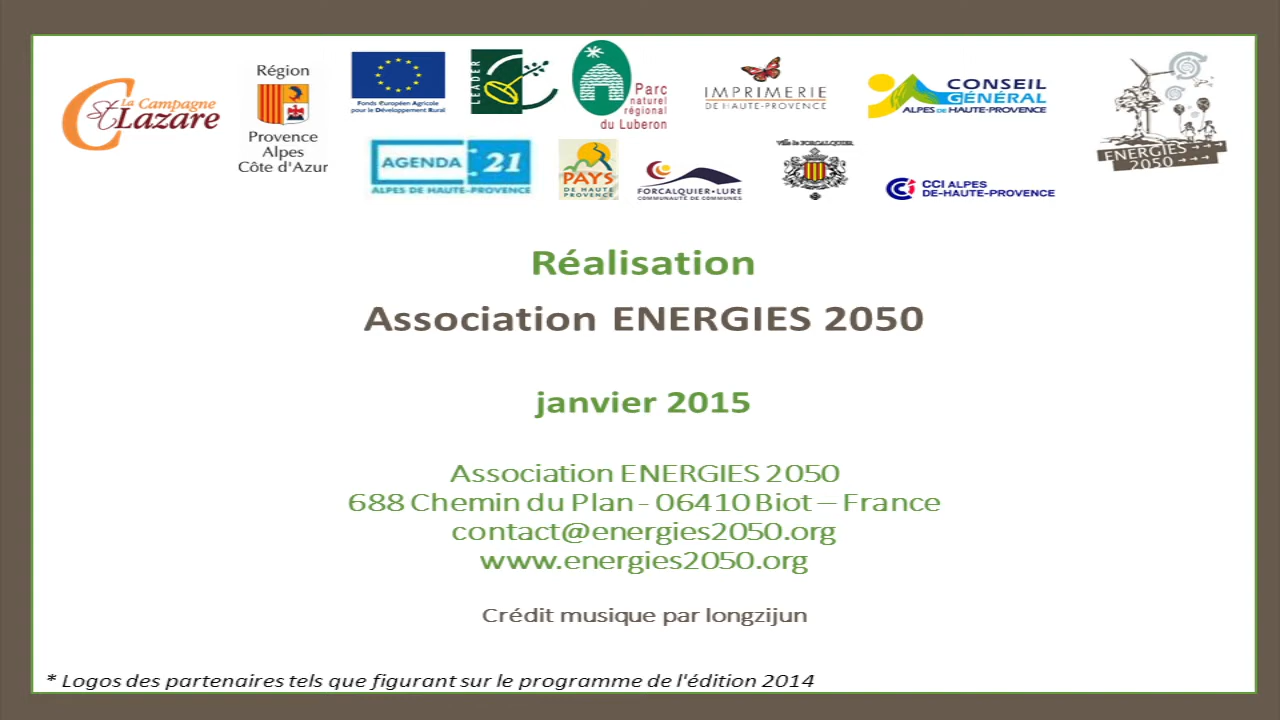 La Campagne
St Lazare
Région
Provence
Alpes
Côte d'Azur
Fonds Européen Agricole
pour le Développement Rural
LEADER
Parc
naturel
régional
du Luberon
IMPRIMERIE
DE HAUTE-PROVENCE
CONSEIL
GÉNÉRAL
ALPES DE HAUTE-PROVENCE
ENERGIES
2050
AGENDA 21
ALPES DE HAUTE-PROVENCE
PAYS
DE HAUTE
PROVENCE
FORCALQUIER•LURE
COMMUNAUTÉ DE COMMUNES
Ville de FORCALQUIER
CCI ALPES
DE-HAUTE-PROVENCE
Réalisation
Association ENERGIES 2050
janvier 2015
Association ENERGIES 2050
688 Chemin du Plan - 06410 Biot – France
contact@energies2050.org
www.energies2050.org
Crédit musique par longzijun
* Logos des partenaires tels que figurant sur le programme de l'édition 2014